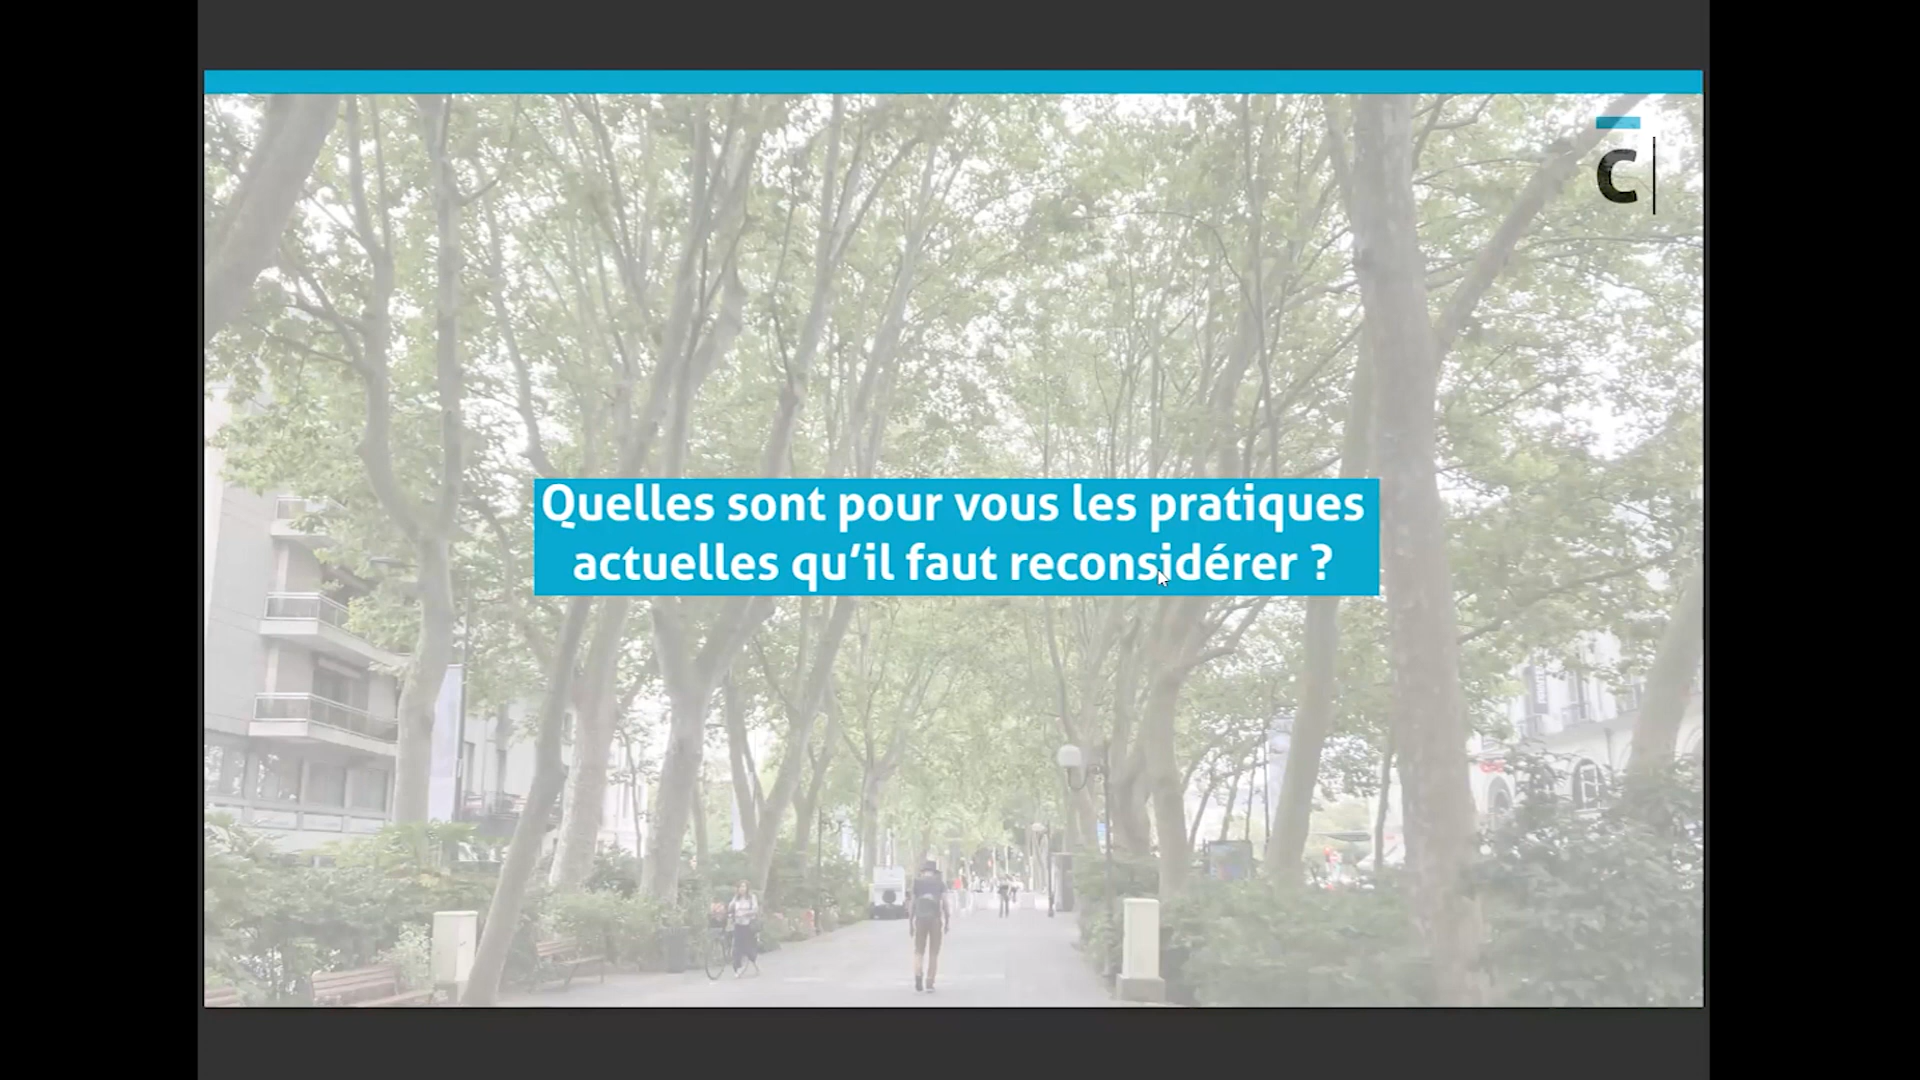 C
Quelles sont pour vous les pratiques
actuelles qu’il faut reconsidérer ?